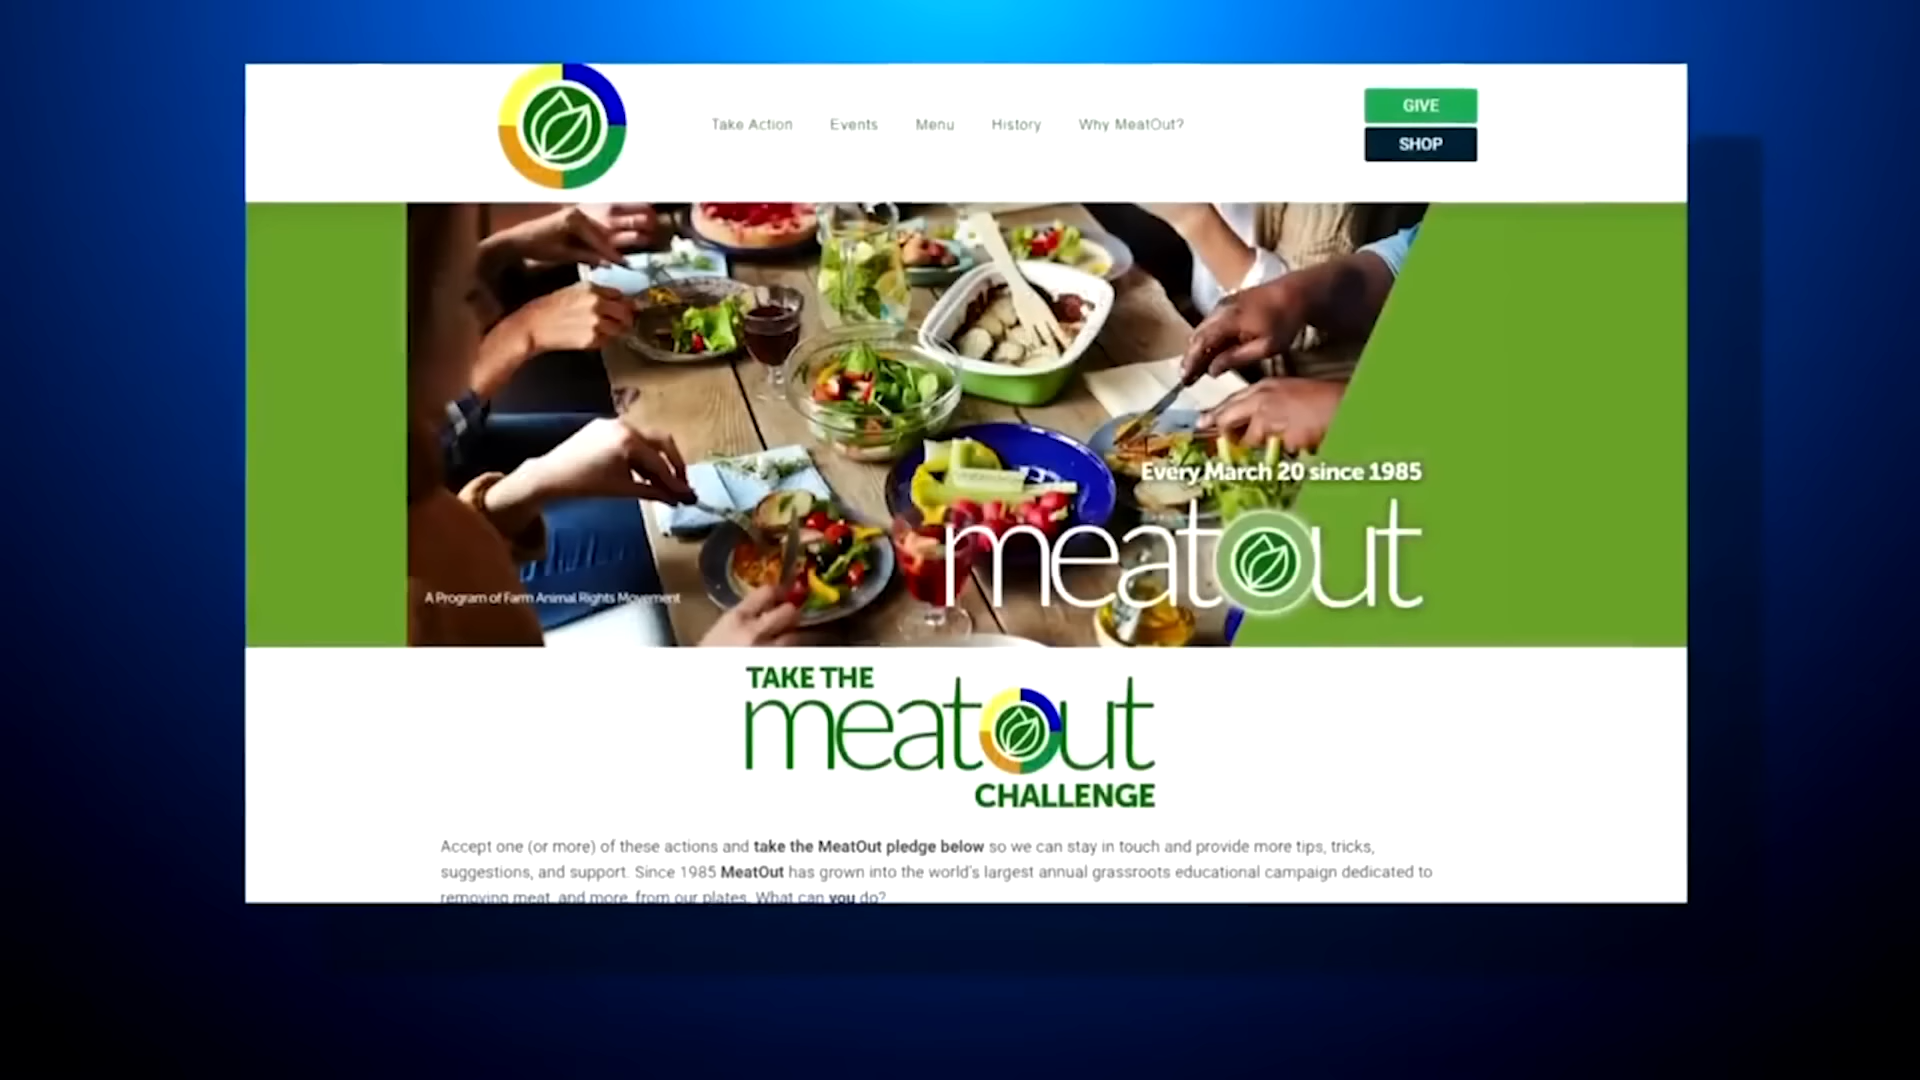 Take Action Events Menu History Why MeatOut?
GIVE
SHOP
Every March 20 since 1985
meatout
A Program of Farm Animal Rights Movement
TAKE THE
meatout
CHALLENGE
Accept one (or more) of these actions and take the MeatOut pledge below so we can stay in touch and provide more tips, tricks,
suggestions, and support. Since 1985 MeatOut has grown into the world's largest annual grassroots educational campaign dedicated to
removing meat, and more, from our plates. What can you do?